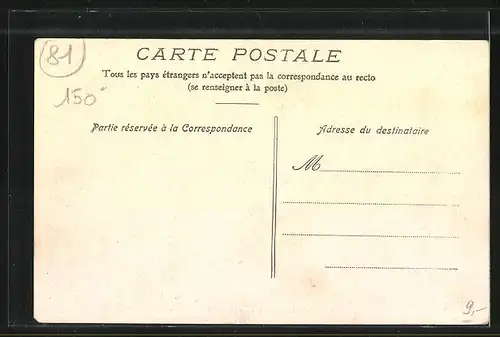 81
CARTE POSTALE
Tous les pays étrangers n'acceptent pas la correspondance au recto
(se renseigner à la poste)
150
Partie réservée à la Correspondance
Adresse du destinataire
M
9,-